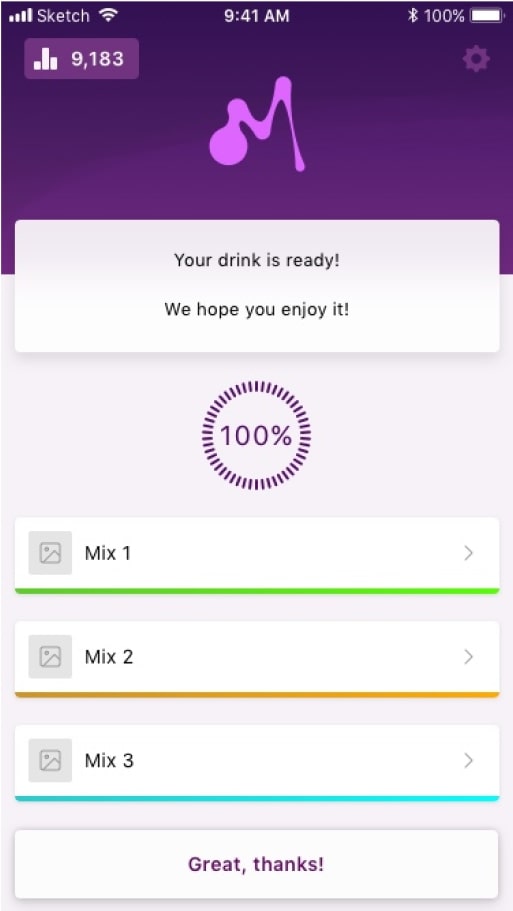 Sketch 9:41 AM 100%
9,183
Your drink is ready!
We hope you enjoy it!
100%
Mix 1
Mix 2
Mix 3
Great, thanks!